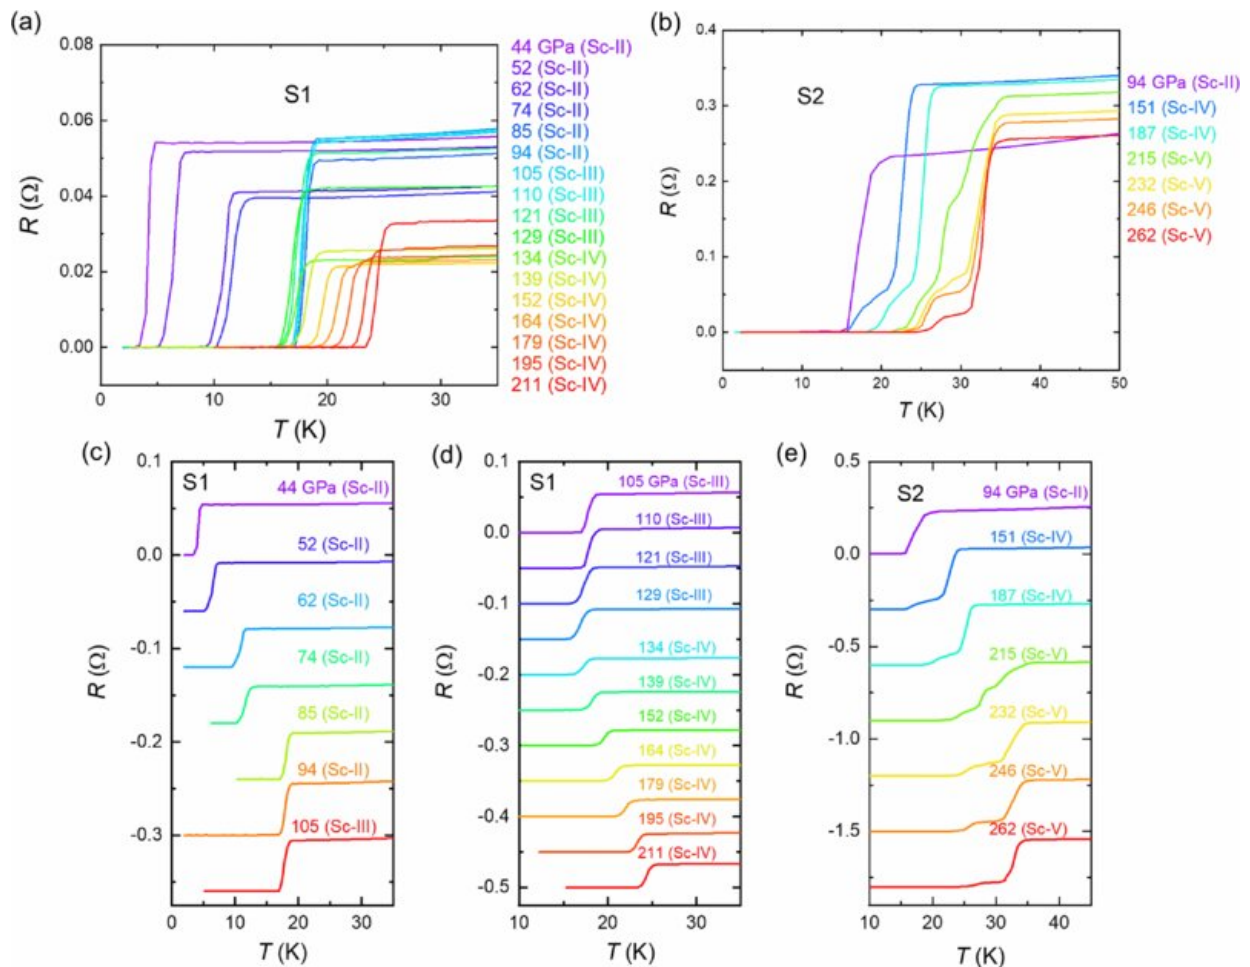 (a)
0.08
0.06
0.04
0.02
0.00
R (Ω)
S1
0
10
20
30
T (K)
44 GPa (Sc-II)
52 (Sc-II)
62 (Sc-II)
74 (Sc-II)
85 (Sc-II)
94 (Sc-II)
105 (Sc-III)
110 (Sc-III)
121 (Sc-III)
129 (Sc-III)
134 (Sc-IV)
139 (Sc-IV)
152 (Sc-IV)
164 (Sc-IV)
179 (Sc-IV)
195 (Sc-IV)
211 (Sc-IV)
(b)
0.4
0.3
0.2
0.1
0.0
R (Ω)
S2
0
10
20
30
40
50
T (K)
94 GPa (Sc-II)
151 (Sc-IV)
187 (Sc-IV)
215 (Sc-V)
232 (Sc-V)
246 (Sc-V)
262 (Sc-V)
(c)
0.1
0.0
-0.1
-0.2
-0.3
R (Ω)
S1
44 GPa (Sc-II)
52 (Sc-II)
62 (Sc-II)
74 (Sc-II)
85 (Sc-II)
94 (Sc-II)
105 (Sc-III)
0
10
20
30
T (K)
(d)
0.1
0.0
-0.1
-0.2
-0.3
-0.4
-0.5
R (Ω)
S1
105 GPa (Sc-III)
110 (Sc-III)
121 (Sc-III)
129 (Sc-III)
134 (Sc-IV)
139 (Sc-IV)
152 (Sc-IV)
164 (Sc-IV)
179 (Sc-IV)
195 (Sc-IV)
211 (Sc-IV)
10
20
30
T (K)
(e)
0.5
0.0
-0.5
-1.0
-1.5
R (Ω)
S2
94 GPa (Sc-II)
151 (Sc-IV)
187 (Sc-IV)
215 (Sc-V)
232 (Sc-V)
246 (Sc-V)
262 (Sc-V)
10
20
30
40
T (K)